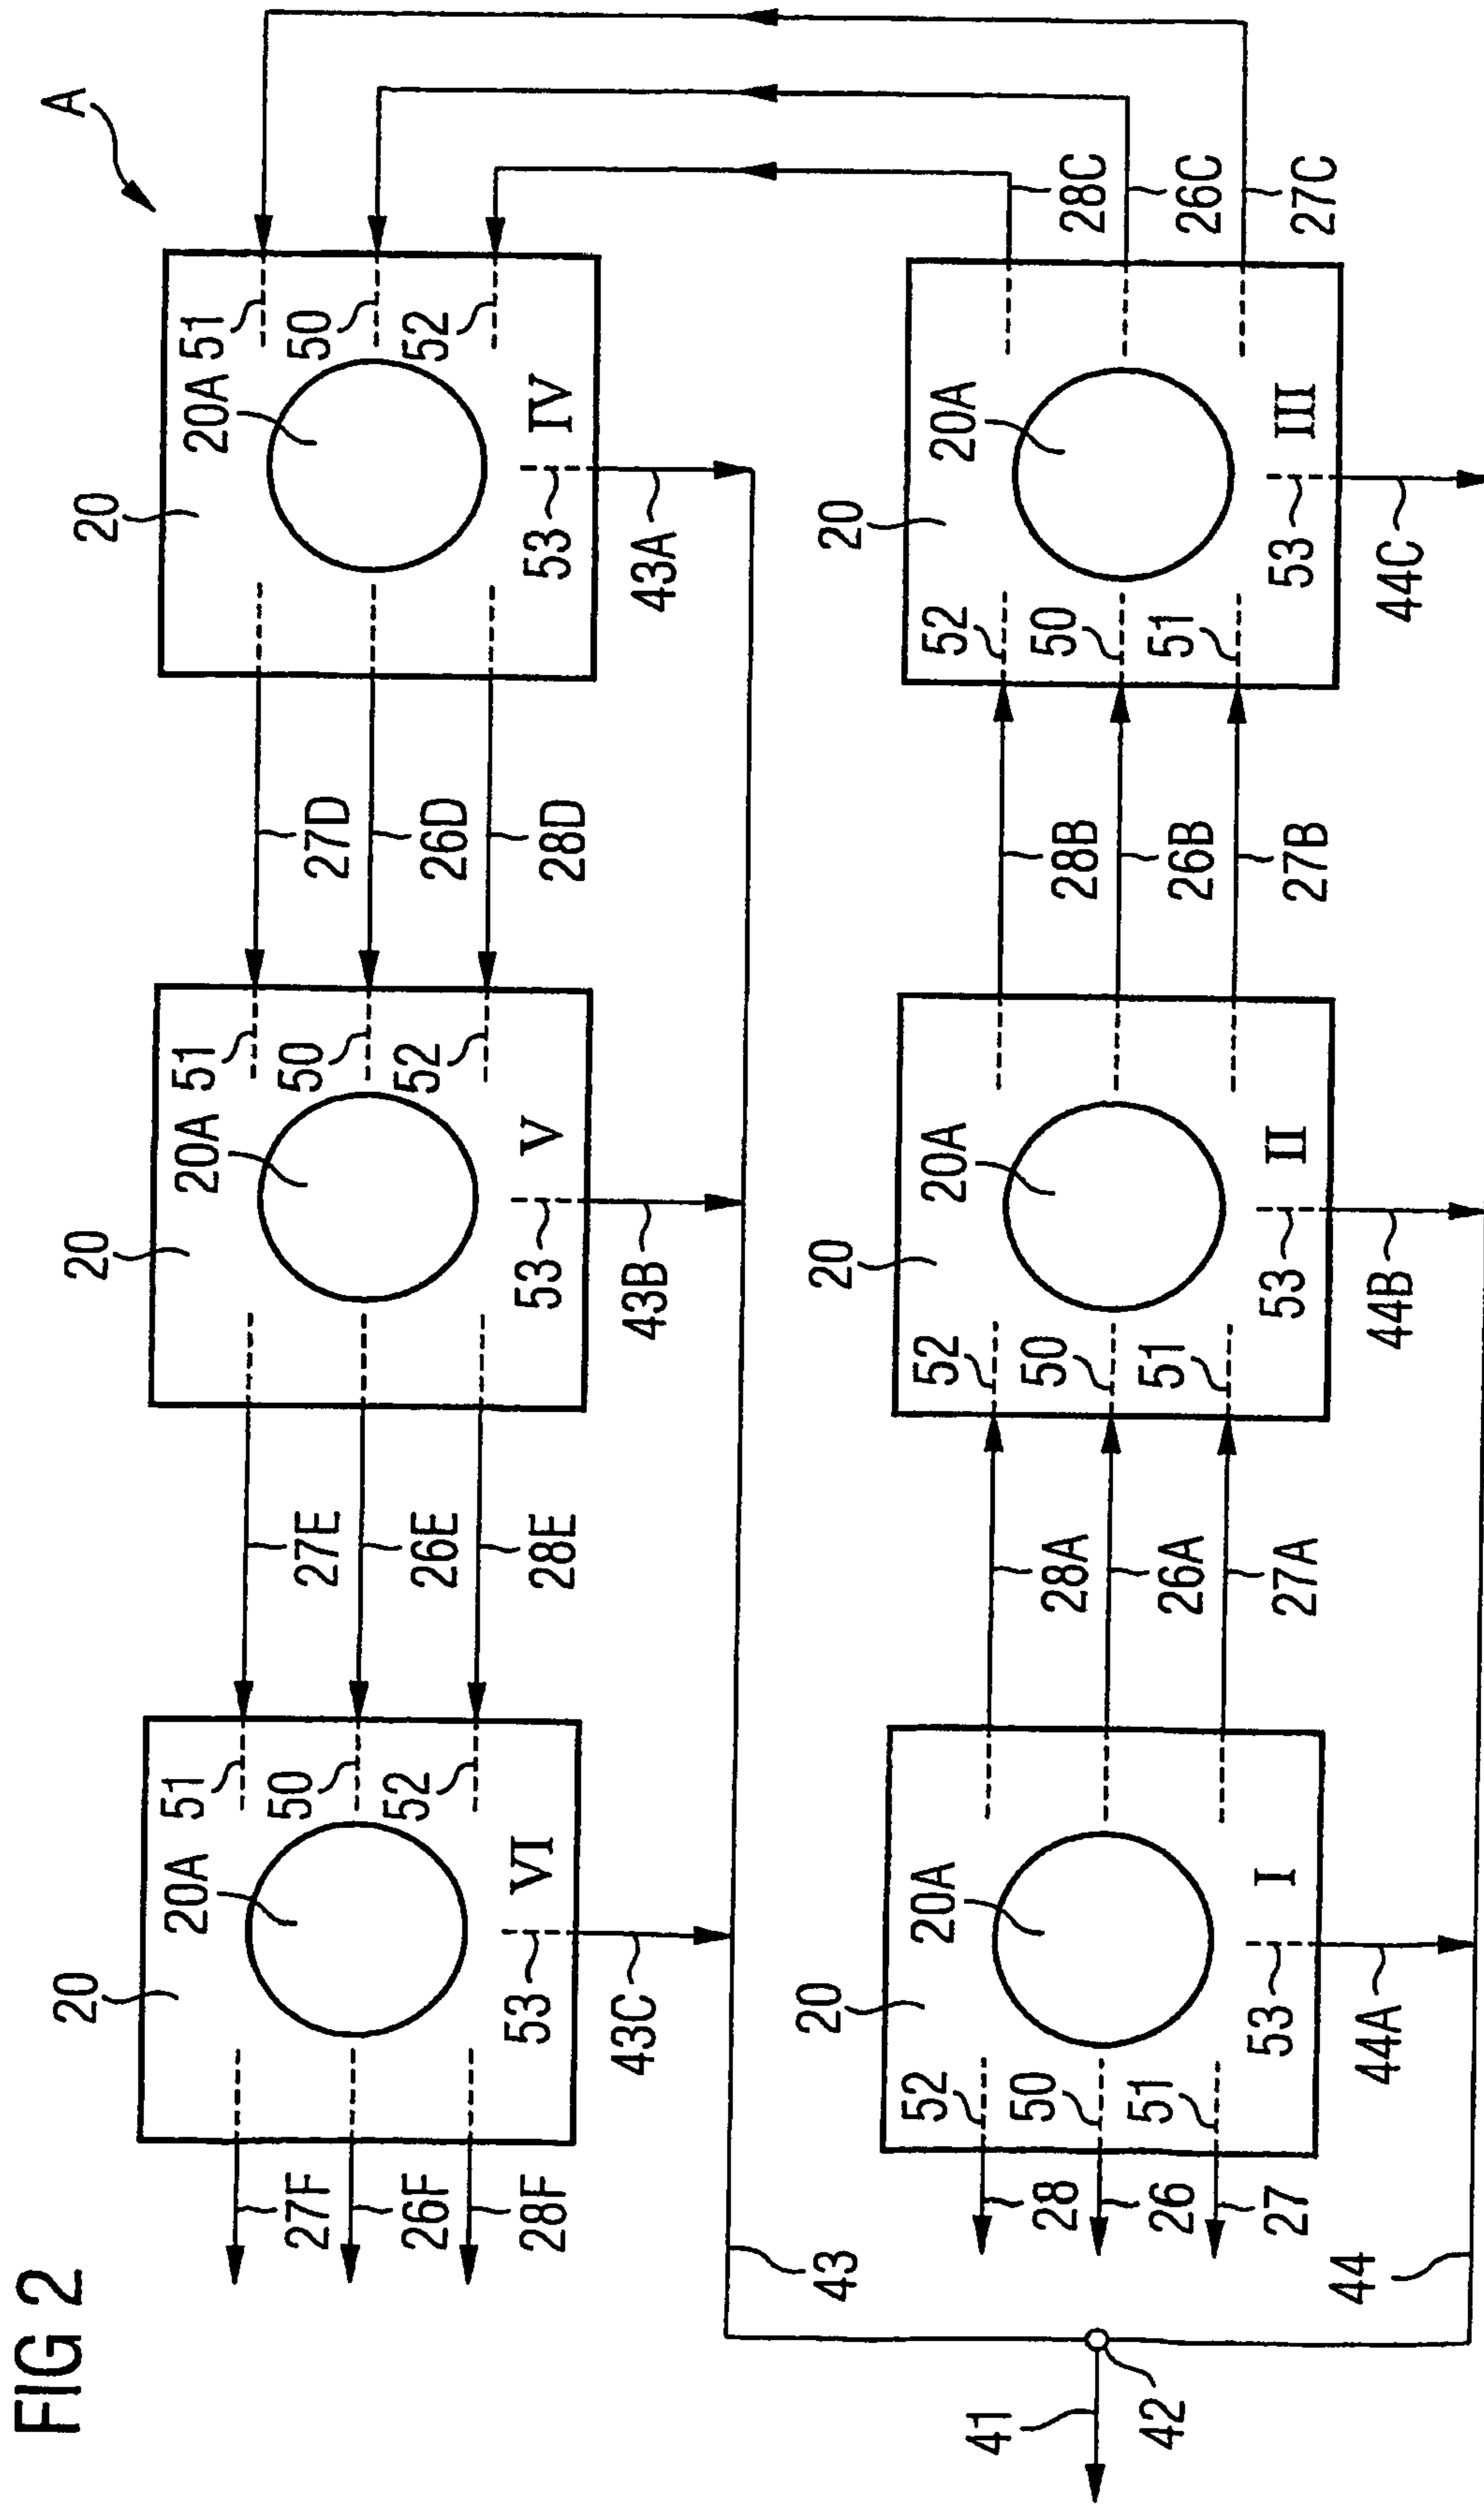 FIG 2
A
20
20A
51
50
52
VI
53
43C
27F
26F
28F
27E
26E
28E
20
20A
51
50
52
V
53
43B
27D
26D
28D
20
20A
51
50
52
IV
53
43A
43
41
42
44
28
26
27
52
50
51
20
20A
I
53
44A
28A
26A
27A
52
50
51
20
20A
II
53
44B
28B
26B
27B
52
50
51
20
20A
III
53
44C
28C
26C
27C